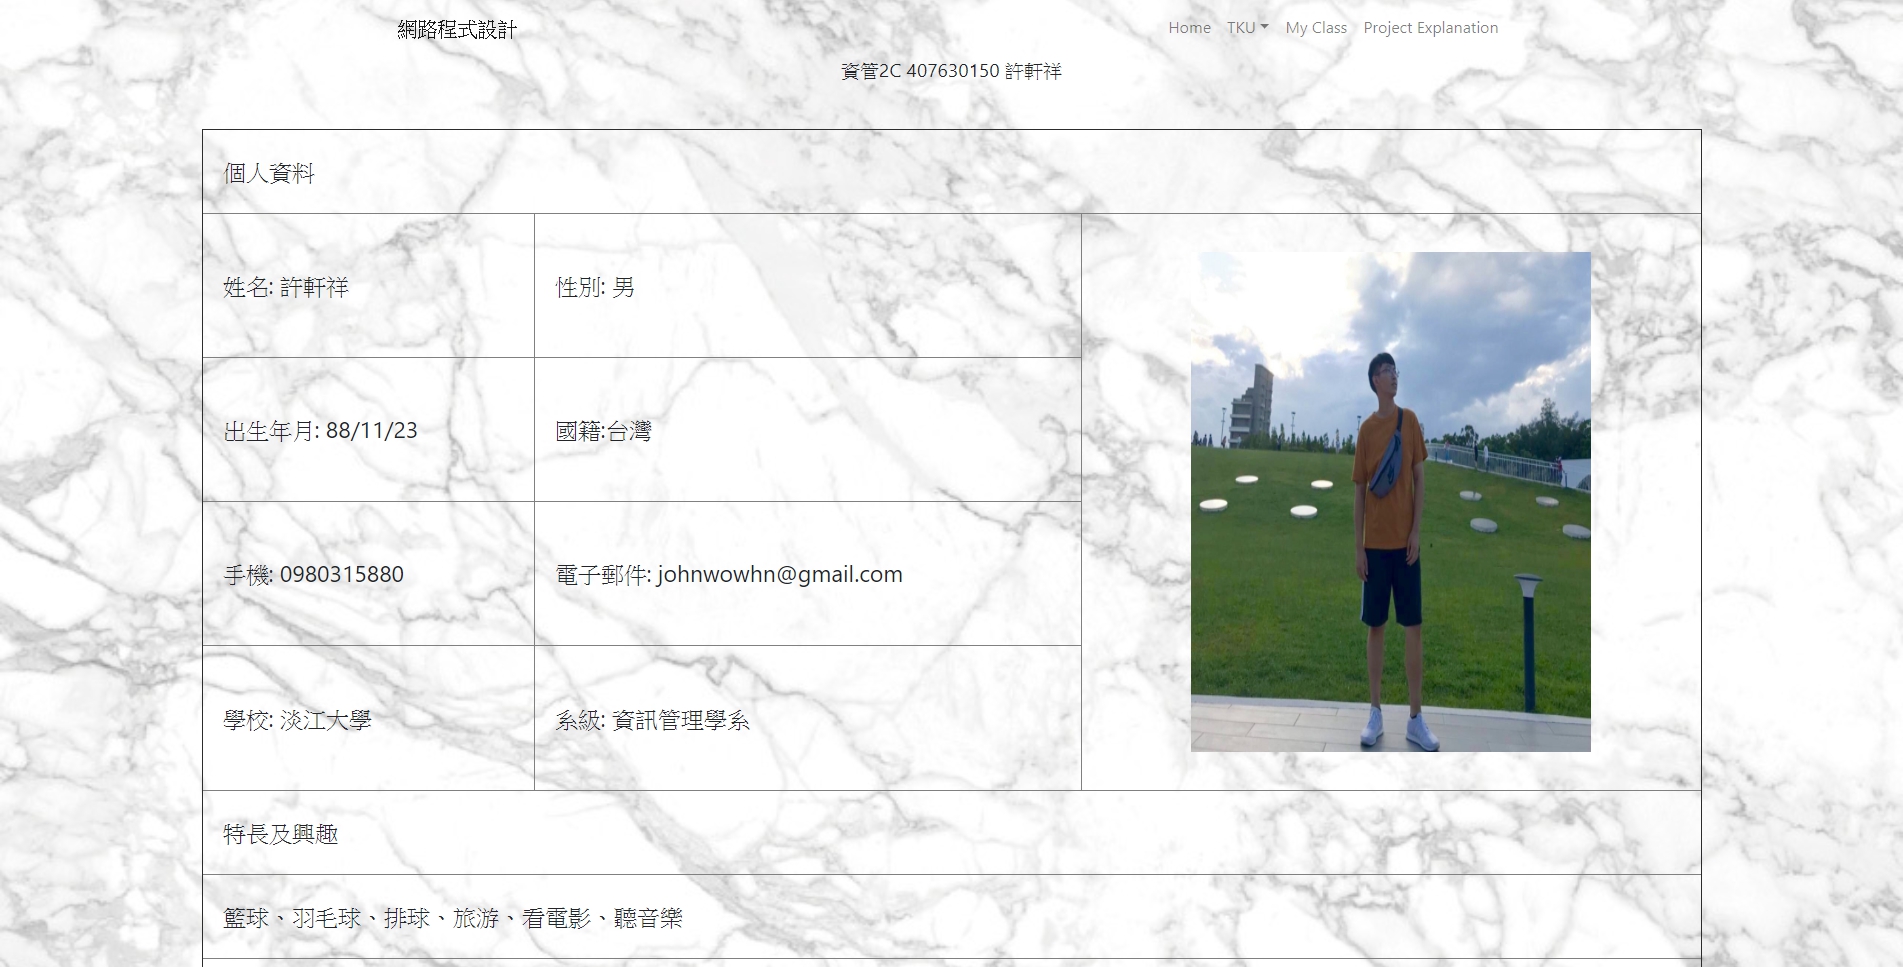 網路程式設計
Home TKU My Class Project Explanation
資管2C 407630150 許軒祥
個人資料
姓名: 許軒祥
性別: 男
出生年月: 88/11/23
國籍:台灣
手機: 0980315880
電子郵件: johnwowhn@gmail.com
學校: 淡江大學
系級: 資訊管理學系
特長及興趣
籃球、羽毛球、排球、旅游、看電影、聽音樂